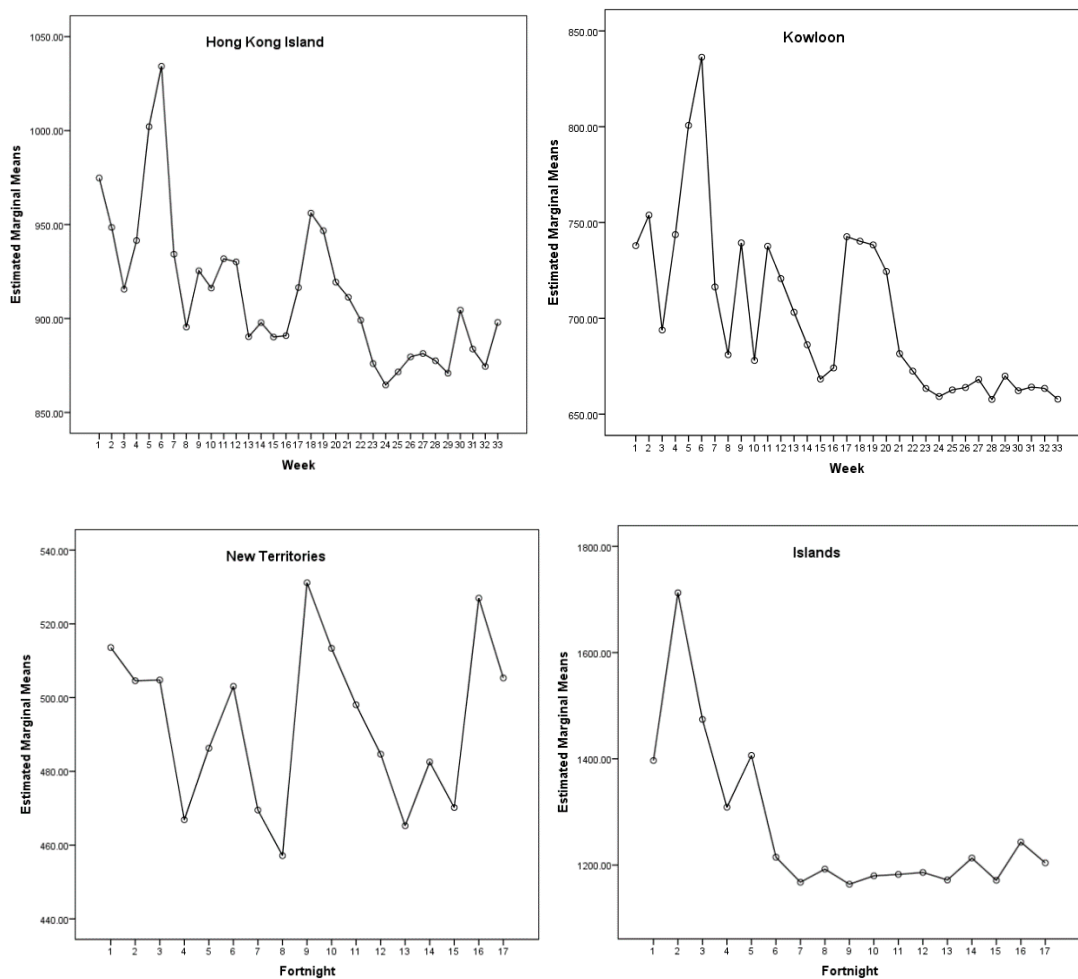 Hong Kong Island
Estimated Marginal Means
1050.00
1000.00
950.00
900.00
850.00
1 2 3 4 5 6 7 8 9 10 11 12 13 14 15 16 17 18 19 20 21 22 23 24 25 26 27 28 29 30 31 32 33
Week
Kowloon
Estimated Marginal Means
850.00
800.00
750.00
700.00
650.00
1 2 3 4 5 6 7 8 9 10 11 12 13 14 15 16 17 18 19 20 21 22 23 24 25 26 27 28 29 30 31 32 33
Week
New Territories
Estimated Marginal Means
540.00
520.00
500.00
480.00
460.00
440.00
1 2 3 4 5 6 7 8 9 10 11 12 13 14 15 16 17
Fortnight
Islands
Estimated Marginal Means
1800.00
1600.00
1400.00
1200.00
1 2 3 4 5 6 7 8 9 10 11 12 13 14 15 16 17
Fortnight